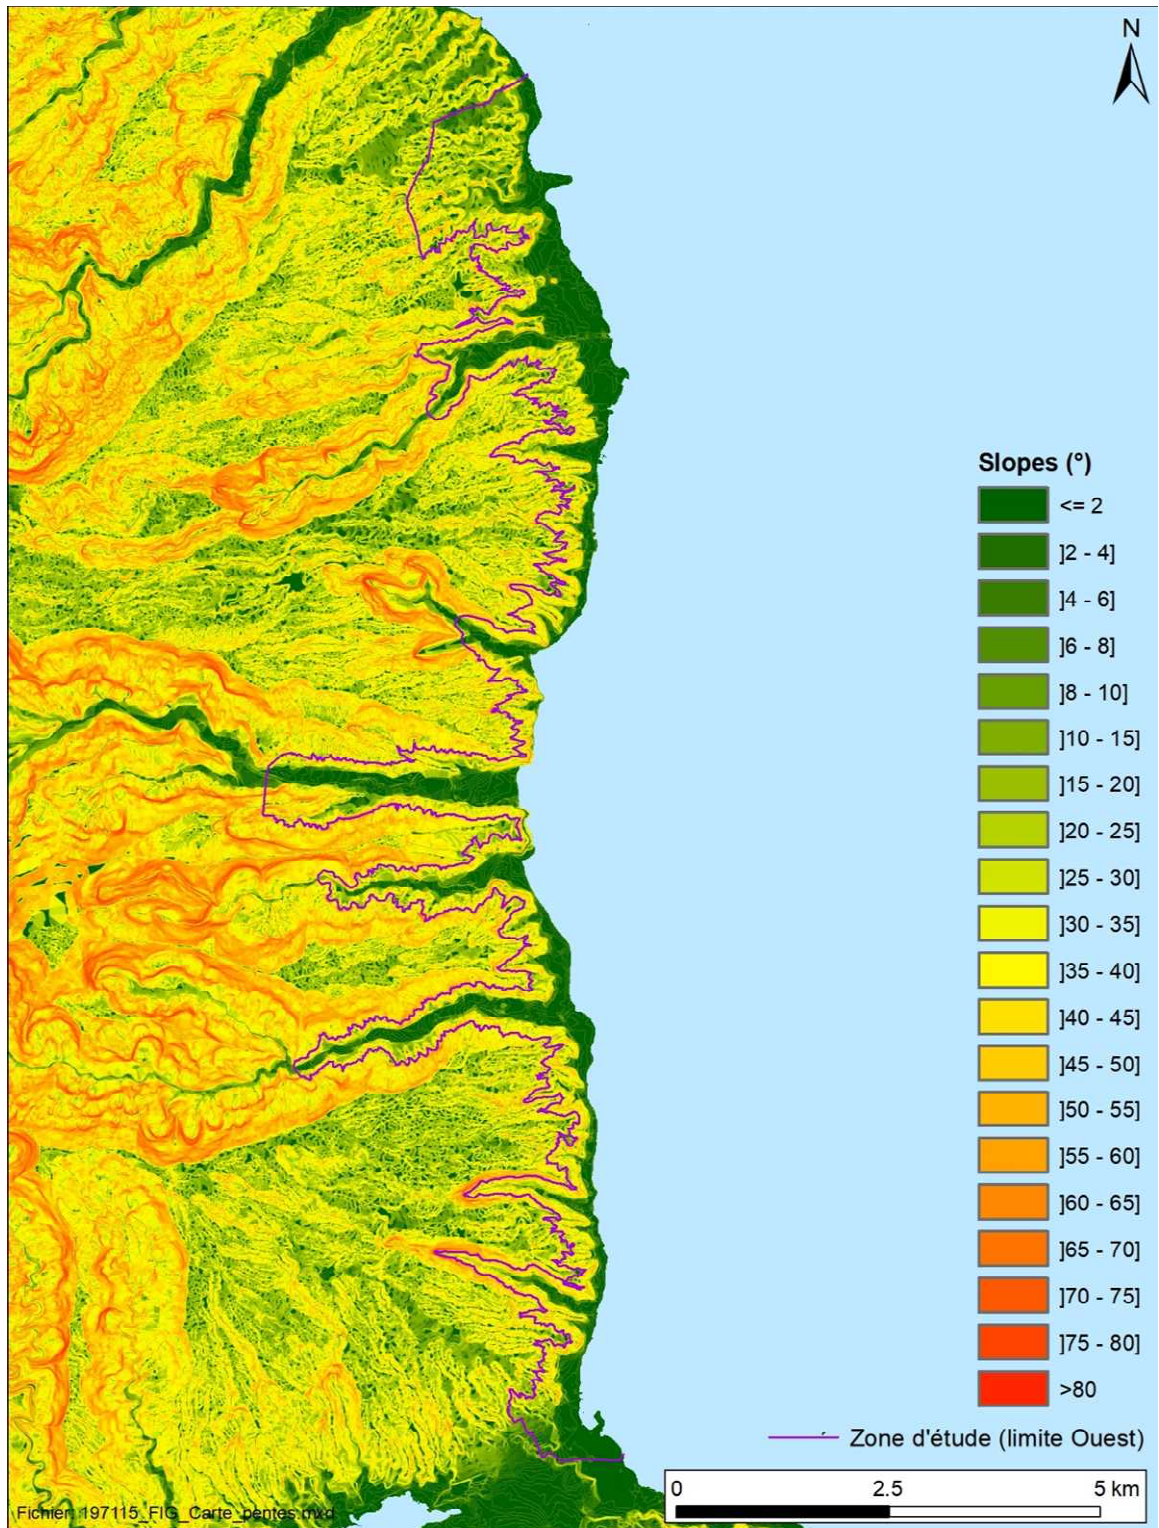 N
Slopes (°)
<= 2
]2 - 4]
]4 - 6]
]6 - 8]
]8 - 10]
]10 - 15]
]15 - 20]
]20 - 25]
]25 - 30]
]30 - 35]
]35 - 40]
]40 - 45]
]45 - 50]
]50 - 55]
]55 - 60]
]60 - 65]
]65 - 70]
]70 - 75]
]75 - 80]
>80
Zone d'étude (limite Ouest)
0 2.5 5 km
Fichier: 197115_FIG_Carte_pentes.mxd